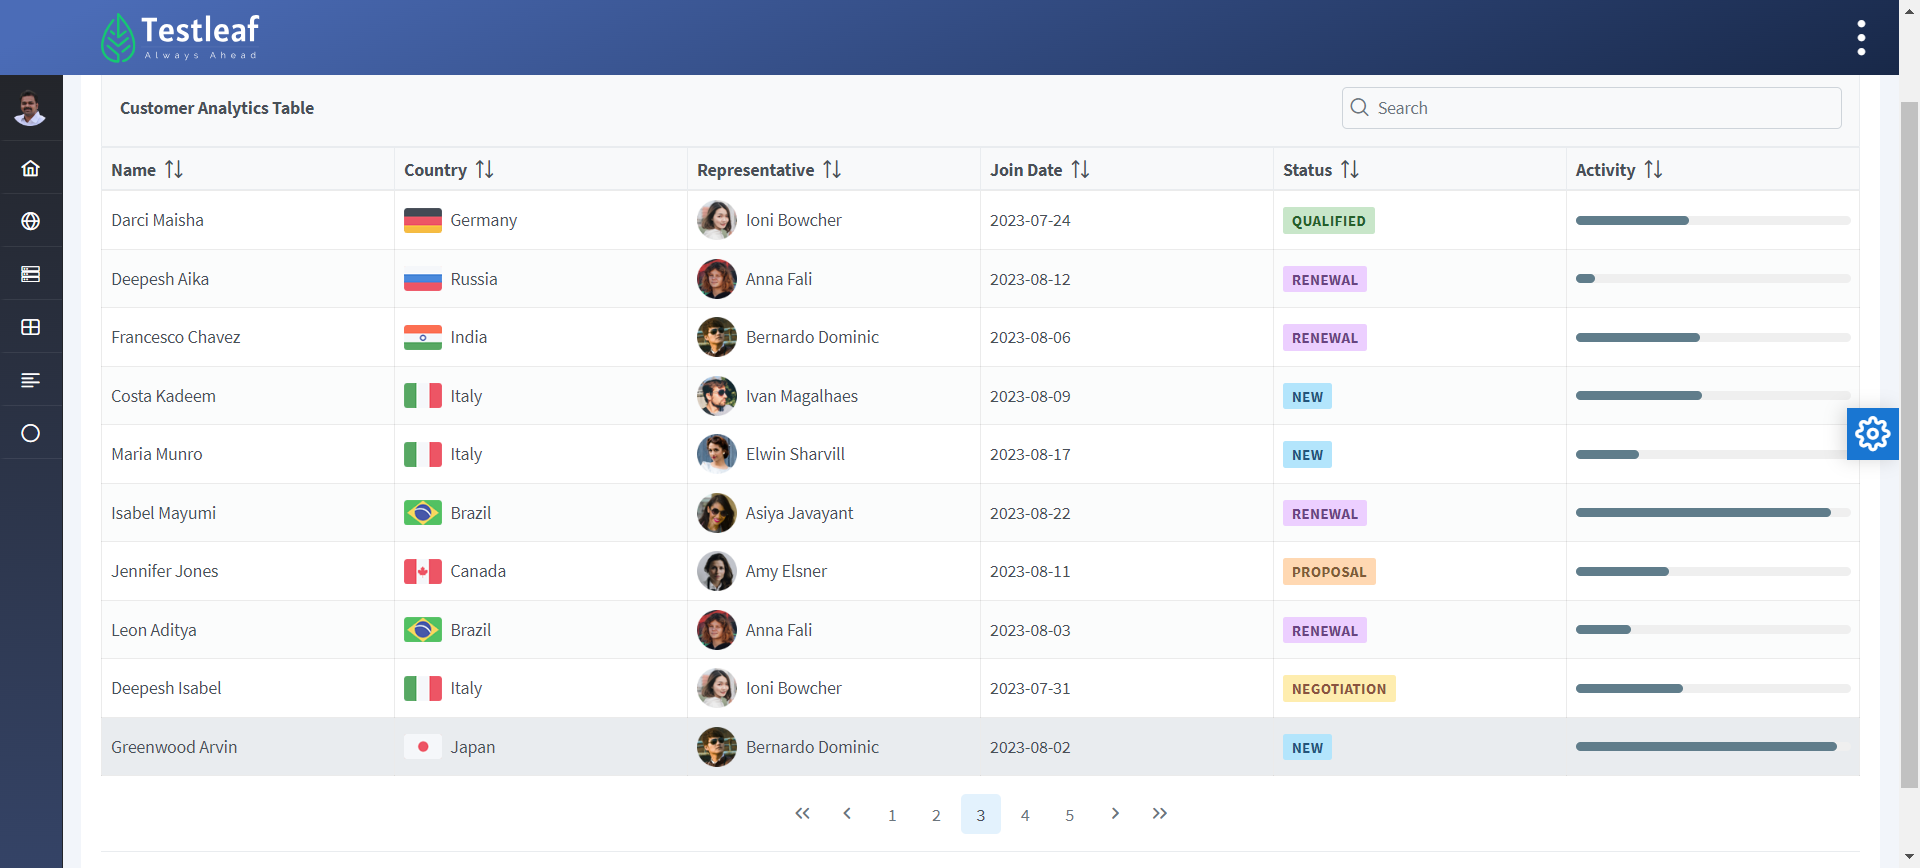 Testleaf
Always Ahead
Customer Analytics Table
Search
Name Country Representative Join Date Status Activity
Darci Maisha Germany Ioni Bowcher 2023-07-24 QUALIFIED
Deepesh Aika Russia Anna Fali 2023-08-12 RENEWAL
Francesco Chavez India Bernardo Dominic 2023-08-06 RENEWAL
Costa Kadeem Italy Ivan Magalhaes 2023-08-09 NEW
Maria Munro Italy Elwin Sharvill 2023-08-17 NEW
Isabel Mayumi Brazil Asiya Javayant 2023-08-22 RENEWAL
Jennifer Jones Canada Amy Elsner 2023-08-11 PROPOSAL
Leon Aditya Brazil Anna Fali 2023-08-03 RENEWAL
Deepesh Isabel Italy Ioni Bowcher 2023-07-31 NEGOTIATION
Greenwood Arvin Japan Bernardo Dominic 2023-08-02 NEW
1 2 3 4 5